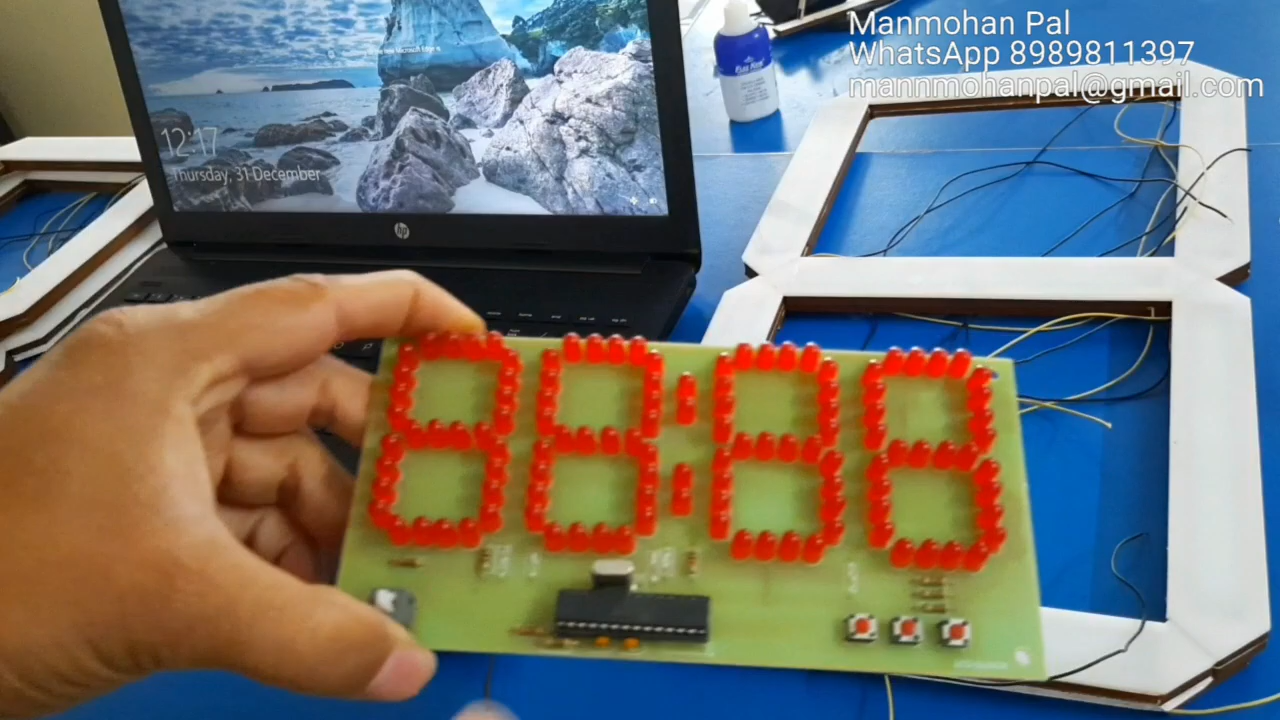 Manmohan Pal
WhatsApp 8989811397
mannmohanpal@gmail.com
12:17
Thursday, 31 December
hp